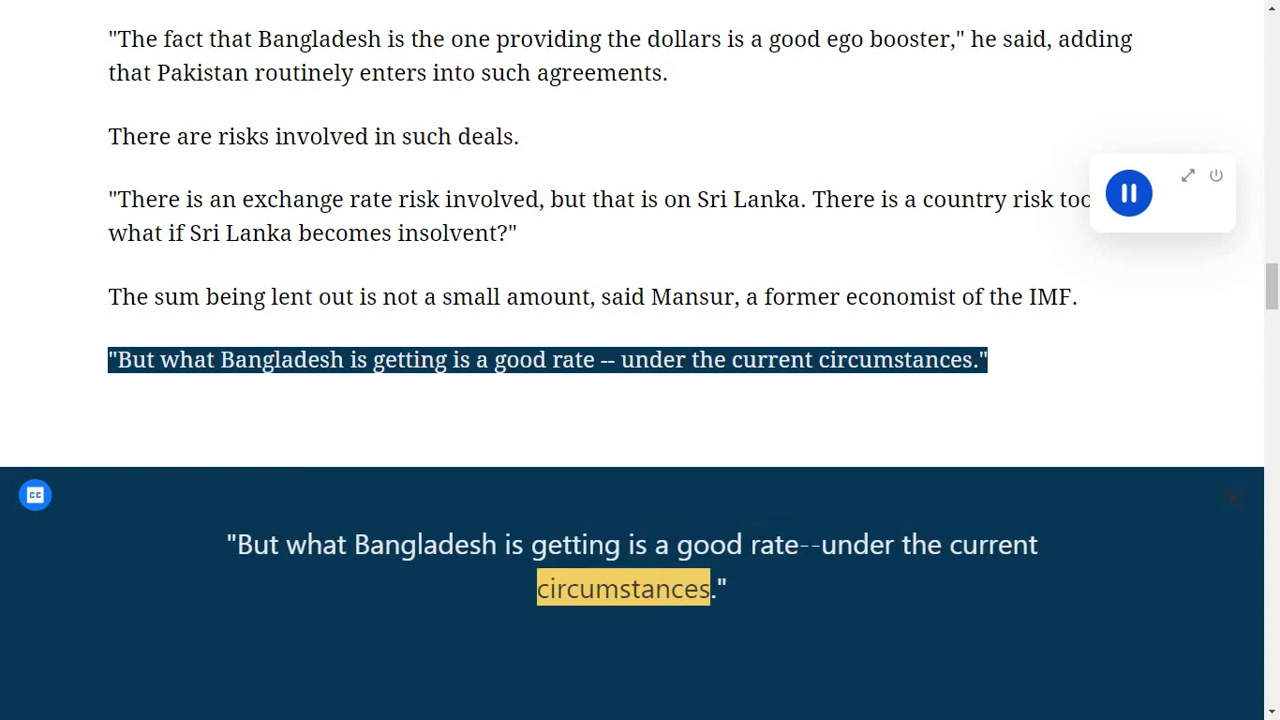 "The fact that Bangladesh is the one providing the dollars is a good ego booster," he said, adding
that Pakistan routinely enters into such agreements.
There are risks involved in such deals.
"There is an exchange rate risk involved, but that is on Sri Lanka. There is a country risk too
what if Sri Lanka becomes insolvent?"
The sum being lent out is not a small amount, said Mansur, a former economist of the IMF.
"But what Bangladesh is getting is a good rate -- under the current circumstances."
CC
"But what Bangladesh is getting is a good rate--under the current
circumstances."